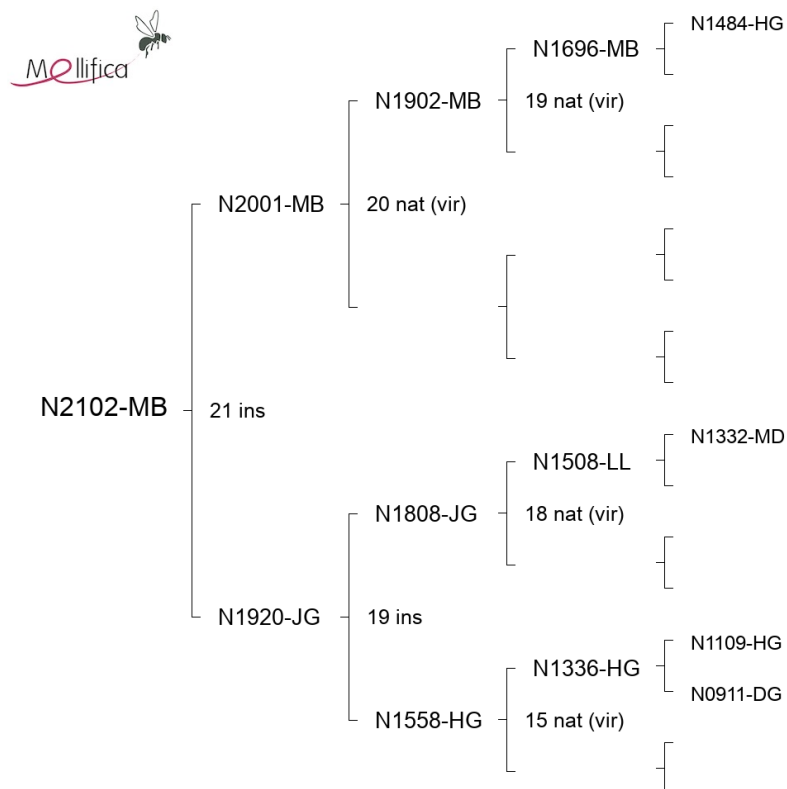 Mellifica
N1484-HG
N1696-MB
N1902-MB
19 nat (vir)
N2001-MB
20 nat (vir)
N2102-MB
21 ins
N1332-MD
N1508-LL
N1808-JG
18 nat (vir)
N1920-JG
19 ins
N1109-HG
N1336-HG
N0911-DG
N1558-HG
15 nat (vir)